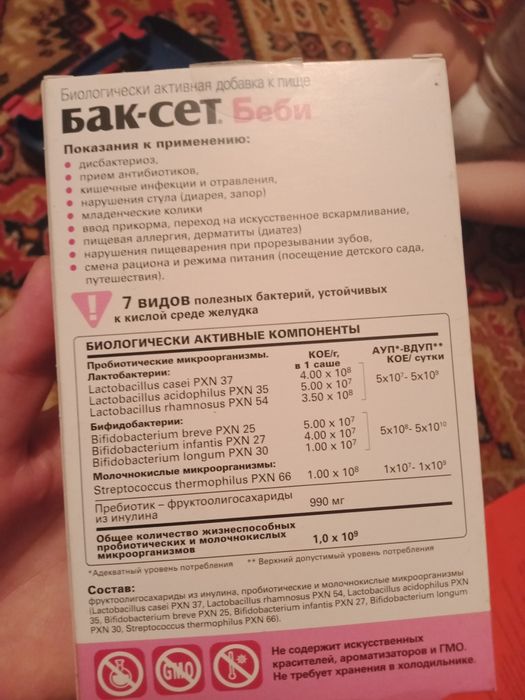 Биологически активная добавка к пище
Бак-сет Беби
Показания к применению:
• дисбактериоз,
• прием антибиотиков,
• кишечные инфекции и отравления,
• нарушения стула (диарея, запор)
• младенческие колики
• ввод прикорма, переход на искусственное вскармливание,
• пищевая аллергия, дерматиты (диатез)
• нарушения пищеварения при прорезывании зубов,
• смена рациона и режима питания (посещение детского сада,
путешествия).
! 7 видов полезных бактерий, устойчивых
к кислой среде желудка
БИОЛОГИЧЕСКИ АКТИВНЫЕ КОМПОНЕНТЫ
Пробиотические микроорганизмы. КОЕ/г, АУП*-ВДУП**
Лактобактерии: в 1 саше КОЕ/ сутки
Lactobacillus casei PXN 37 4.00 x 10⁸
Lactobacillus acidophilus PXN 35 5.00 x 10⁷ 5x10⁷- 5x10⁹
Lactobacillus rhamnosus PXN 54 3.50 x 10⁸
Бифидобактерии:
Bifidobacterium breve PXN 25 5.00 x 10⁷
Bifidobacterium infantis PXN 27 4.00 x 10⁷ 5x10⁸- 5x10¹⁰
Bifidobacterium longum PXN 30 1.00 x 10⁷
Молочнокислые микроорганизмы:
Streptococcus thermophilus PXN 66 1.00 x 10⁸ 1x10⁷- 1x10⁹
Пребиотик – фруктоолигосахариды 990 мг
из инулина
Общее количество жизнеспособных
пробиотических и молочнокислых 1,0 x 10⁹
микроорганизмов
*Адекватный уровень потребления ** Верхний допустимый уровень потребления
Состав:
фруктоолигосахариды из инулина, пробиотические и молочнокислые микроорганизмы
(Lactobacillus casei PXN 37, Lactobacillus rhamnosus PXN 54, Lactobacillus acidophilus PXN
35, Bifidobacterium breve PXN 25, Bifidobacterium infantis PXN 27, Bifidobacterium longum
PXN 30, Streptococcus thermophilus PXN 66).
GMO
Не содержит искусственных
красителей, ароматизаторов и ГМО.
Не требует хранения в холодильнике.